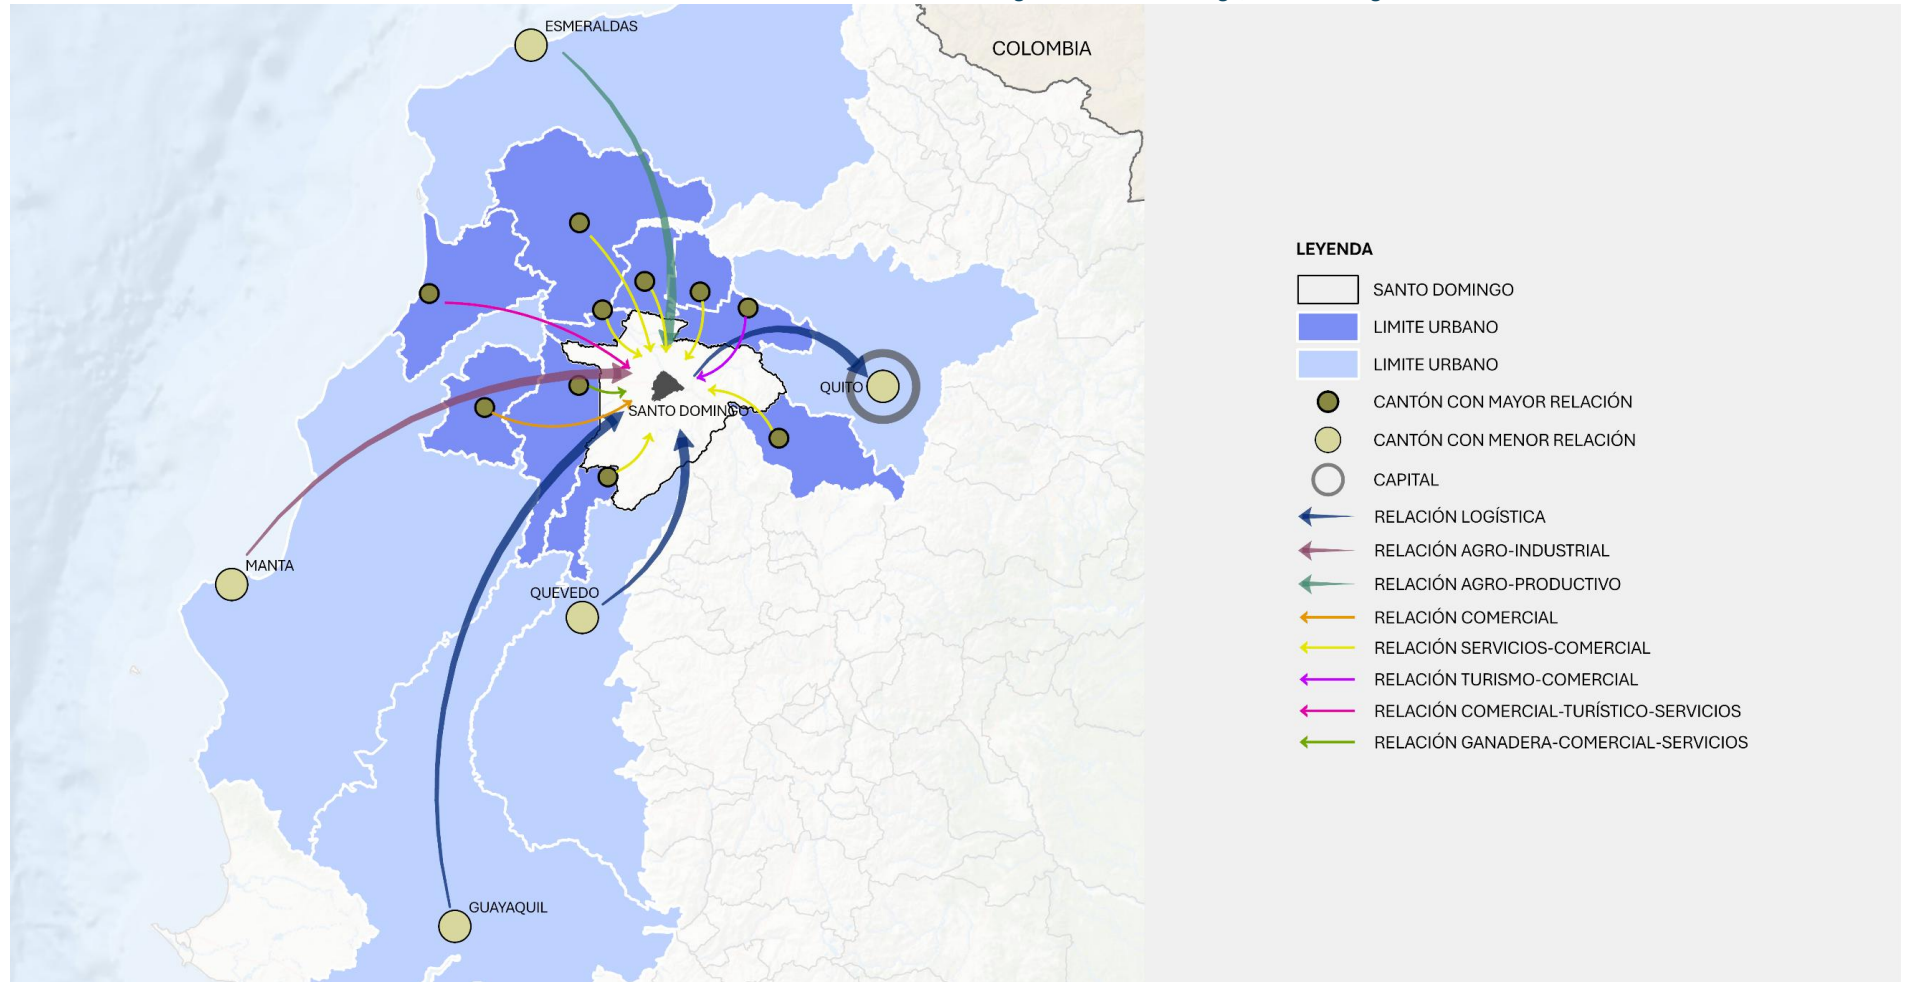 ESMERALDAS
COLOMBIA
QUITO
SANTO DOMINGO
MANTA
QUEVEDO
GUAYAQUIL
LEYENDA
SANTO DOMINGO
LIMITE URBANO
LIMITE URBANO
CANTÓN CON MAYOR RELACIÓN
CANTÓN CON MENOR RELACIÓN
CAPITAL
RELACIÓN LOGÍSTICA
RELACIÓN AGRO-INDUSTRIAL
RELACIÓN AGRO-PRODUCTIVO
RELACIÓN COMERCIAL
RELACIÓN SERVICIOS-COMERCIAL
RELACIÓN TURISMO-COMERCIAL
RELACIÓN COMERCIAL-TURÍSTICO-SERVICIOS
RELACIÓN GANADERA-COMERCIAL-SERVICIOS